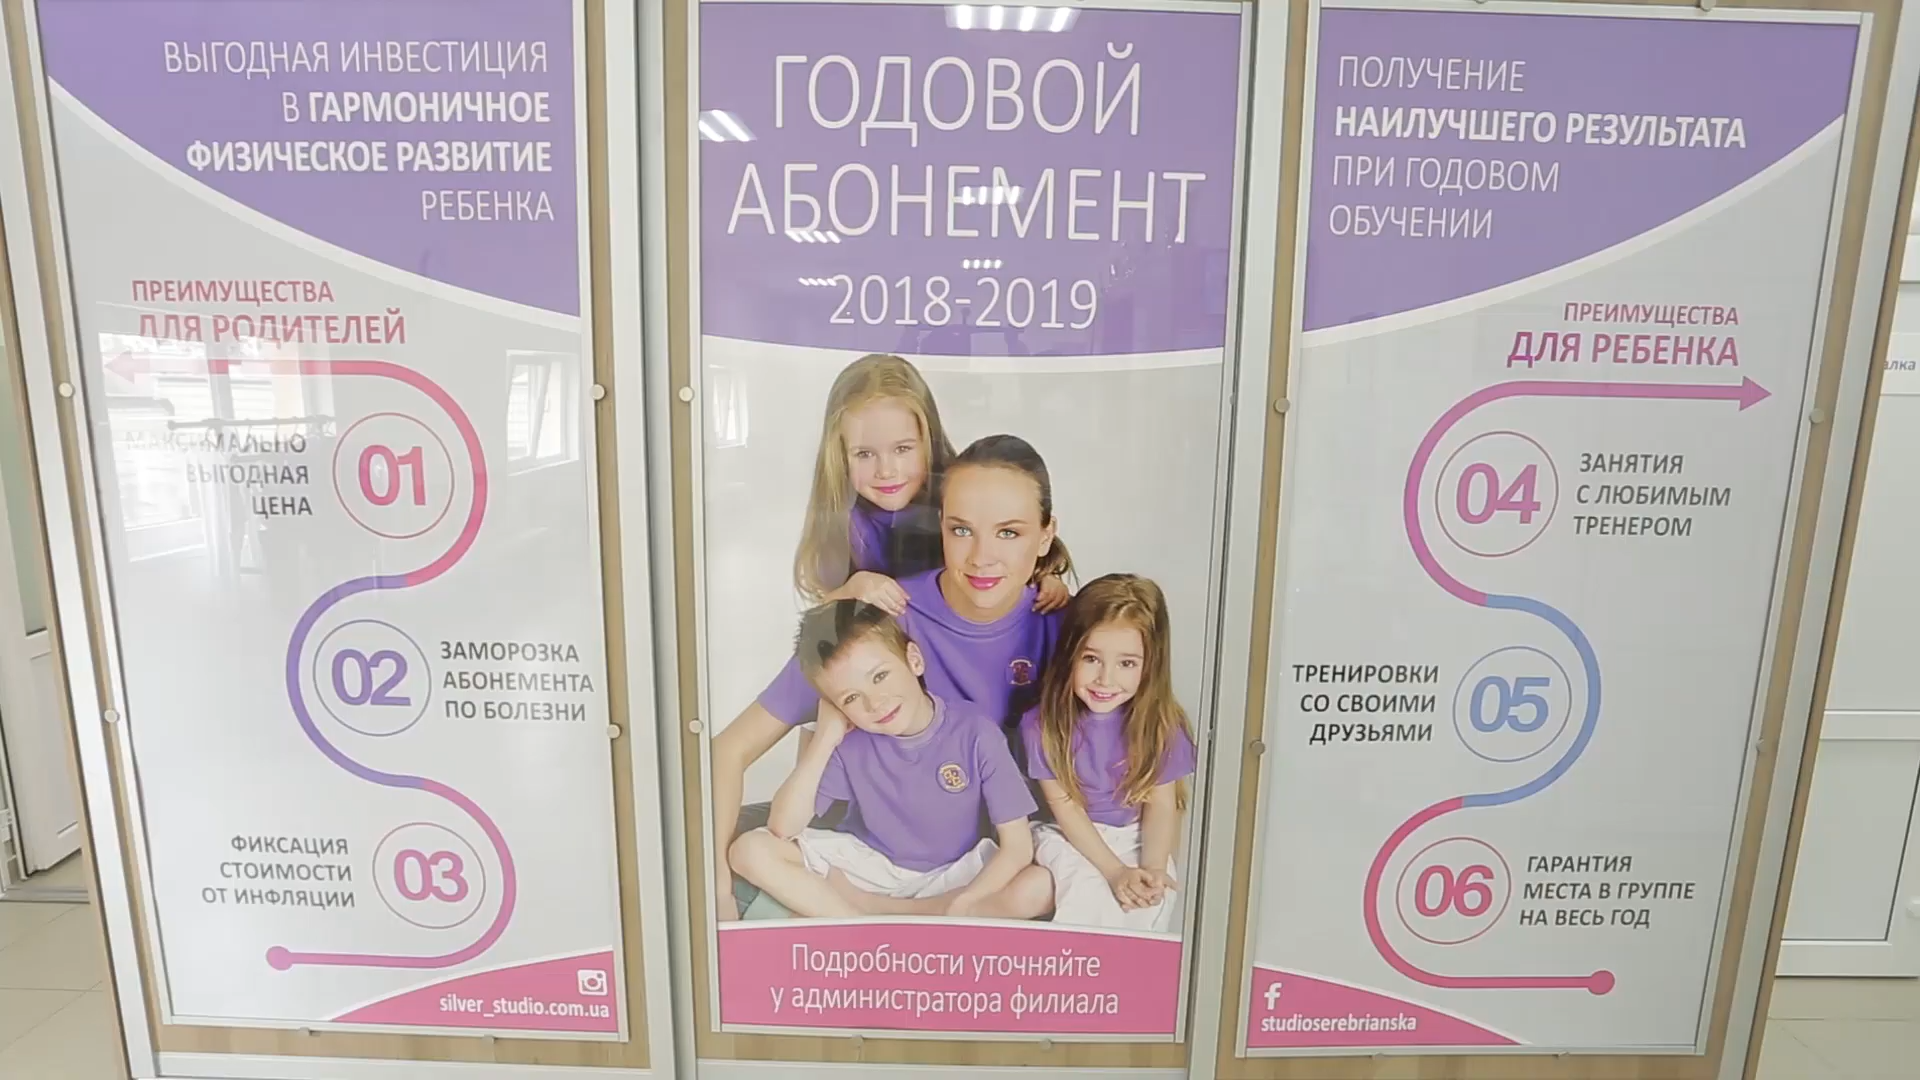 ВЫГОДНАЯ ИНВЕСТИЦИЯ
В ГАРМОНИЧНОЕ
ФИЗИЧЕСКОЕ РАЗВИТИЕ
РЕБЕНКА
ПРЕИМУЩЕСТВА
ДЛЯ РОДИТЕЛЕЙ
МАКСИМАЛЬНО
ВЫГОДНАЯ
ЦЕНА
01
02
ЗАМОРОЗКА
АБОНЕМЕНТА
ПО БОЛЕЗНИ
ФИКСАЦИЯ
СТОИМОСТИ
ОТ ИНФЛЯЦИИ
03
silver_studio.com.ua
ГОДОВОЙ
АБОНЕМЕНТ
2018-2019
Подробности уточняйте
у администратора филиала
ПОЛУЧЕНИЕ
НАИЛУЧШЕГО РЕЗУЛЬТАТА
ПРИ ГОДОВОМ
ОБУЧЕНИИ
ПРЕИМУЩЕСТВА
ДЛЯ РЕБЕНКА
04
ЗАНЯТИЯ
С ЛЮБИМЫМ
ТРЕНЕРОМ
ТРЕНИРОВКИ
СО СВОИМИ
ДРУЗЬЯМИ
05
06
ГАРАНТИЯ
МЕСТА В ГРУППЕ
НА ВЕСЬ ГОД
f
studioserebrianska